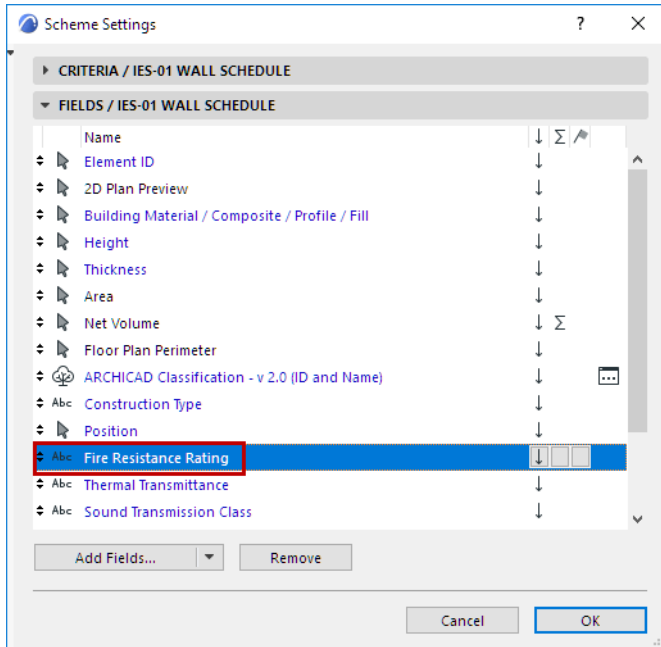 Scheme Settings ?
CRITERIA / IES-01 WALL SCHEDULE
FIELDS / IES-01 WALL SCHEDULE
Name Σ
Element ID
2D Plan Preview
Building Material / Composite / Profile / Fill
Height
Thickness
Area
Net Volume Σ
Floor Plan Perimeter
ARCHICAD Classification - v 2.0 (ID and Name)
Abc Construction Type
Position
Abc Fire Resistance Rating
Abc Thermal Transmittance
Abc Sound Transmission Class
Add Fields... Remove
Cancel OK